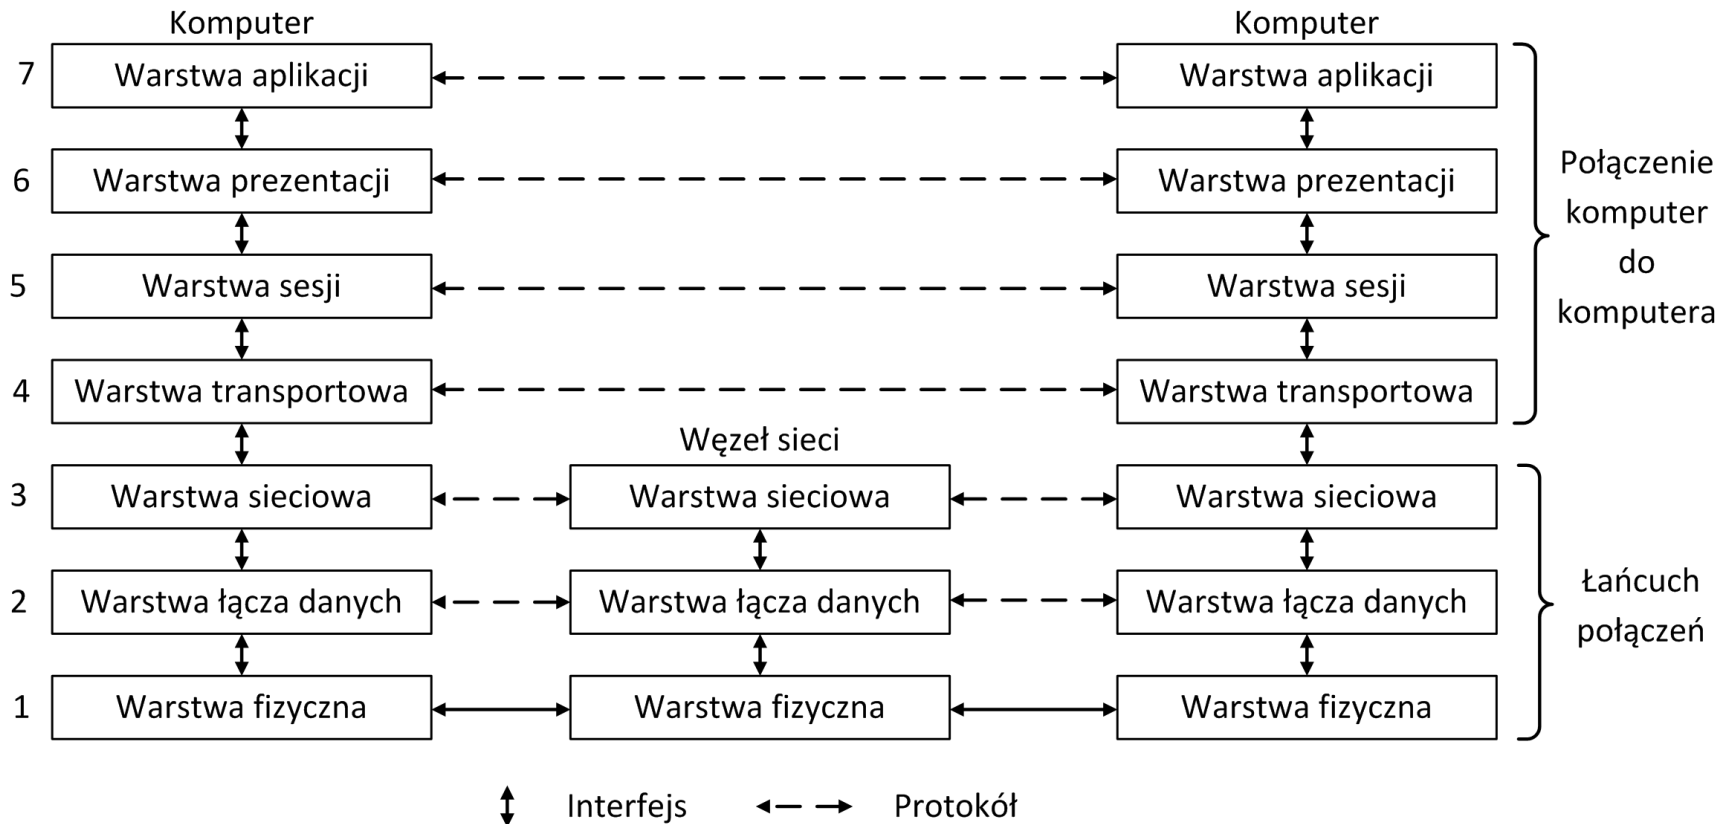 Komputer Komputer
7 Warstwa aplikacji Warstwa aplikacji
6 Warstwa prezentacji Warstwa prezentacji
5 Warstwa sesji Warstwa sesji
4 Warstwa transportowa Warstwa transportowa
Połączenie
komputer
do
komputera
Węzeł sieci
3 Warstwa sieciowa Warstwa sieciowa Warstwa sieciowa
2 Warstwa łącza danych Warstwa łącza danych Warstwa łącza danych
1 Warstwa fizyczna Warstwa fizyczna Warstwa fizyczna
Łańcuch
połączeń
Interfejs Protokół